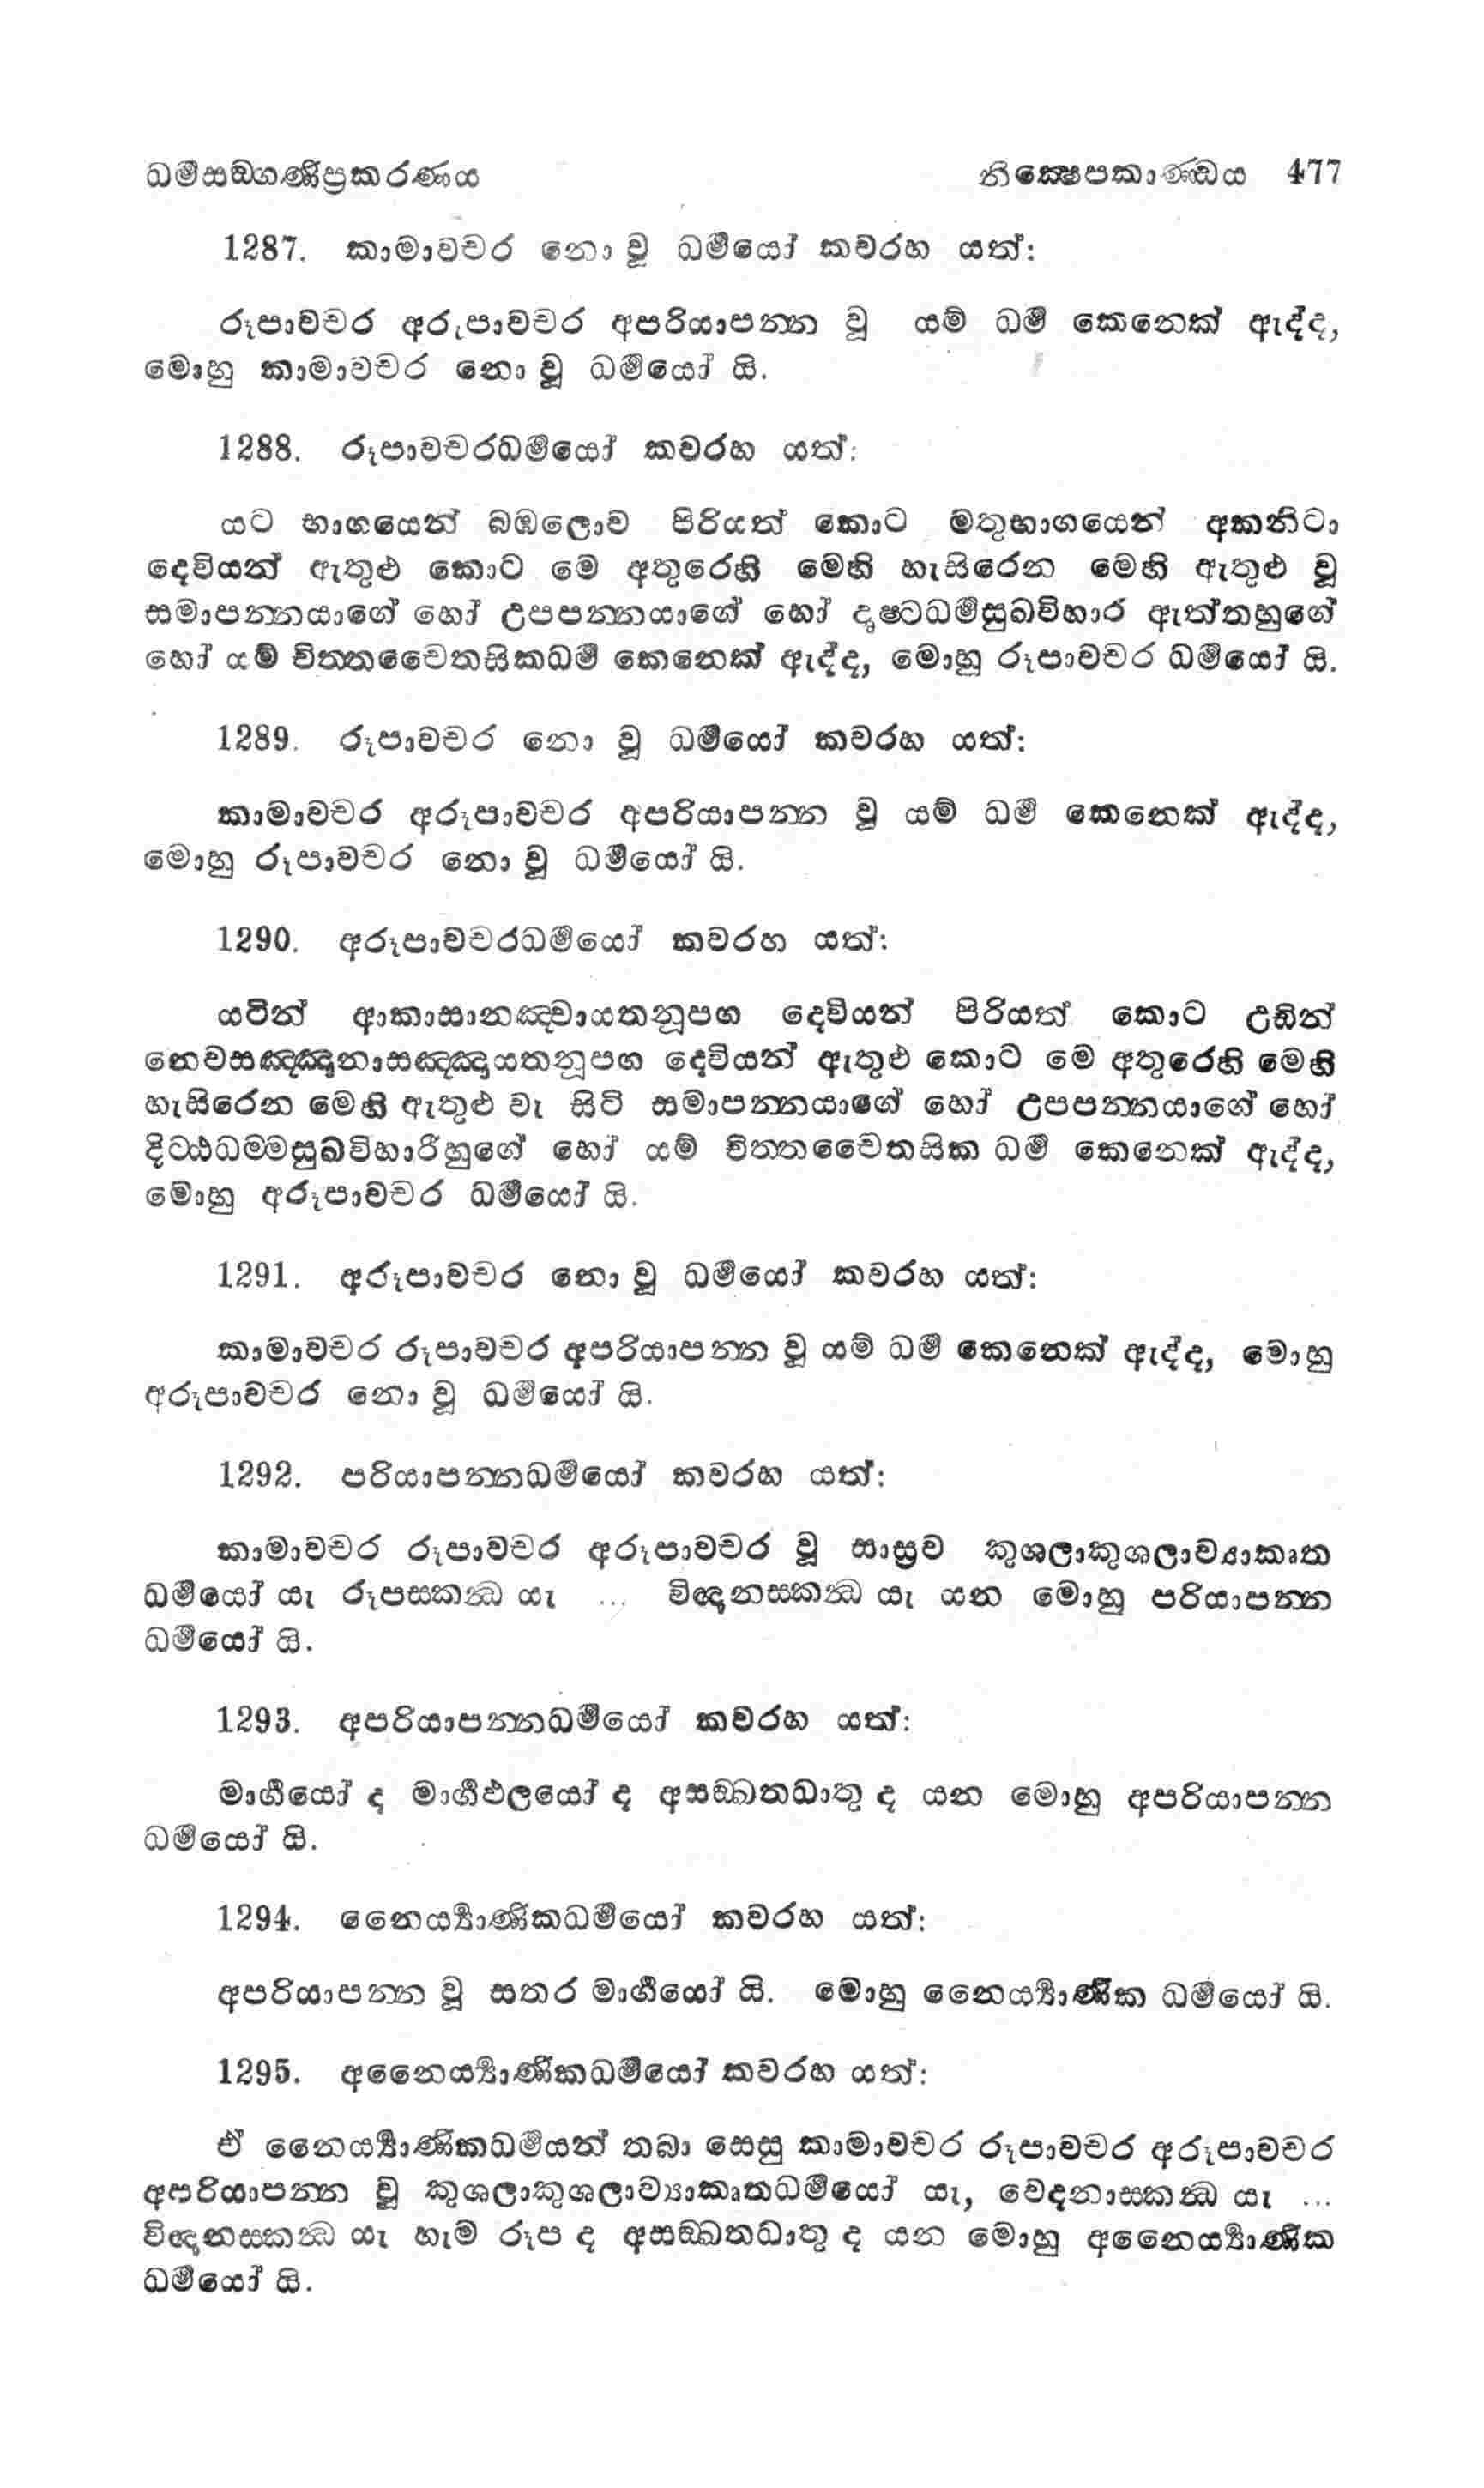 ධර්මසඞ්ගණිප්‍රකරණය නික්ෂෙපකාණ්ඩය 477
1287. කාමාවචර නො වූ ධර්මයෝ කවරහ යත්:
රූපාවචර අරූපාවචර අපරියාපන්න වූ යම් ධර්ම කෙනෙක් ඇද්ද,
මොහු කාමාවචර නො වූ ධර්මයෝ යි.
1288. රූපාවචරධර්මයෝ කවරහ යත්:
යට භාගයෙන් බඹලොව පිරියත් කොට මතුභාගයෙන් අකනිටා
දෙවියන් ඇතුළු කොට මෙ අතුරෙහි මෙහි හැසිරෙන මෙහි ඇතුළු වූ
සමාපන්නයාගේ හෝ උපපන්නයාගේ හෝ දෘෂ්ටධර්මසුඛවිහාර ඇත්තහුගේ
හෝ යම් චිත්තචෛතසිකධර්ම කෙනෙක් ඇද්ද, මොහු රූපාවචර ධර්මයෝ යි.
1289. රූපාවචර නො වූ ධර්මයෝ කවරහ යත්:
කාමාවචර අරූපාවචර අපරියාපන්න වූ යම් ධර්ම කෙනෙක් ඇද්ද,
මොහු රූපාවචර නො වූ ධර්මයෝ යි.
1290. අරූපාවචරධර්මයෝ කවරහ යත්:
යටින් ආකාසානඤ්චායතනූපග දෙවියන් පිරියත් කොට උඩින්
නෙවසඤ්ඤානාසඤ්ඤායතනූපග දෙවියන් ඇතුළු කොට මෙ අතුරෙහි මෙහි
හැසිරෙන මෙහි ඇතුළු වැ සිටි සමාපන්නයාගේ හෝ උපපන්නයාගේ හෝ
දිට්ඨධම්මසුඛවිහාරිහුගේ හෝ යම් චිත්තචෛතසික ධර්ම කෙනෙක් ඇද්ද,
මොහු අරූපාවචර ධර්මයෝ යි.
1291. අරූපාවචර නො වූ ධර්මයෝ කවරහ යත්:
කාමාවචර රූපාවචර අපරියාපන්න වූ යම් ධර්ම කෙනෙක් ඇද්ද, මොහු
අරූපාවචර නො වූ ධර්මයෝ යි.
1292. පරියාපන්නධර්මයෝ කවරහ යත්:
කාමාවචර රූපාවචර අරූපාවචර වූ සාස්‍රව කුශලාකුශලාව්‍යාකෘත
ධර්මයෝ යැ රූපස්කන්ධ යැ ... විඥානස්කන්ධ යැ යන මොහු පරියාපන්න
ධර්මයෝ යි.
1293. අපරියාපන්නධර්මයෝ කවරහ යත්:
මාර්ගයෝ ද මාර්ගඵලයෝ ද අසඞ්ඛතධාතු ද යන මොහු අපරියාපන්න
ධර්මයෝ යි.
1294. නෛර්ය්‍යාණිකධර්මයෝ කවරහ යත්:
අපරියාපන්න වූ සතර මාර්ගයෝ යි. මොහු නෛර්ය්‍යාණික ධර්මයෝ යි.
1295. අනෛර්ය්‍යාණිකධර්මයෝ කවරහ යත්:
ඒ නෛර්ය්‍යාණිකධර්මයන් තබා සෙසු කාමාවචර රූපාවචර අරූපාවචර
අපරියාපන්න වූ කුශලාකුශලාව්‍යාකෘතධර්මයෝ යැ, වෙදනාස්කන්ධ යැ ...
විඥානස්කන්ධ යැ හැම රූප ද අසඞ්ඛතධාතු ද යන මොහු අනෛර්ය්‍යාණික
ධර්මයෝ යි.